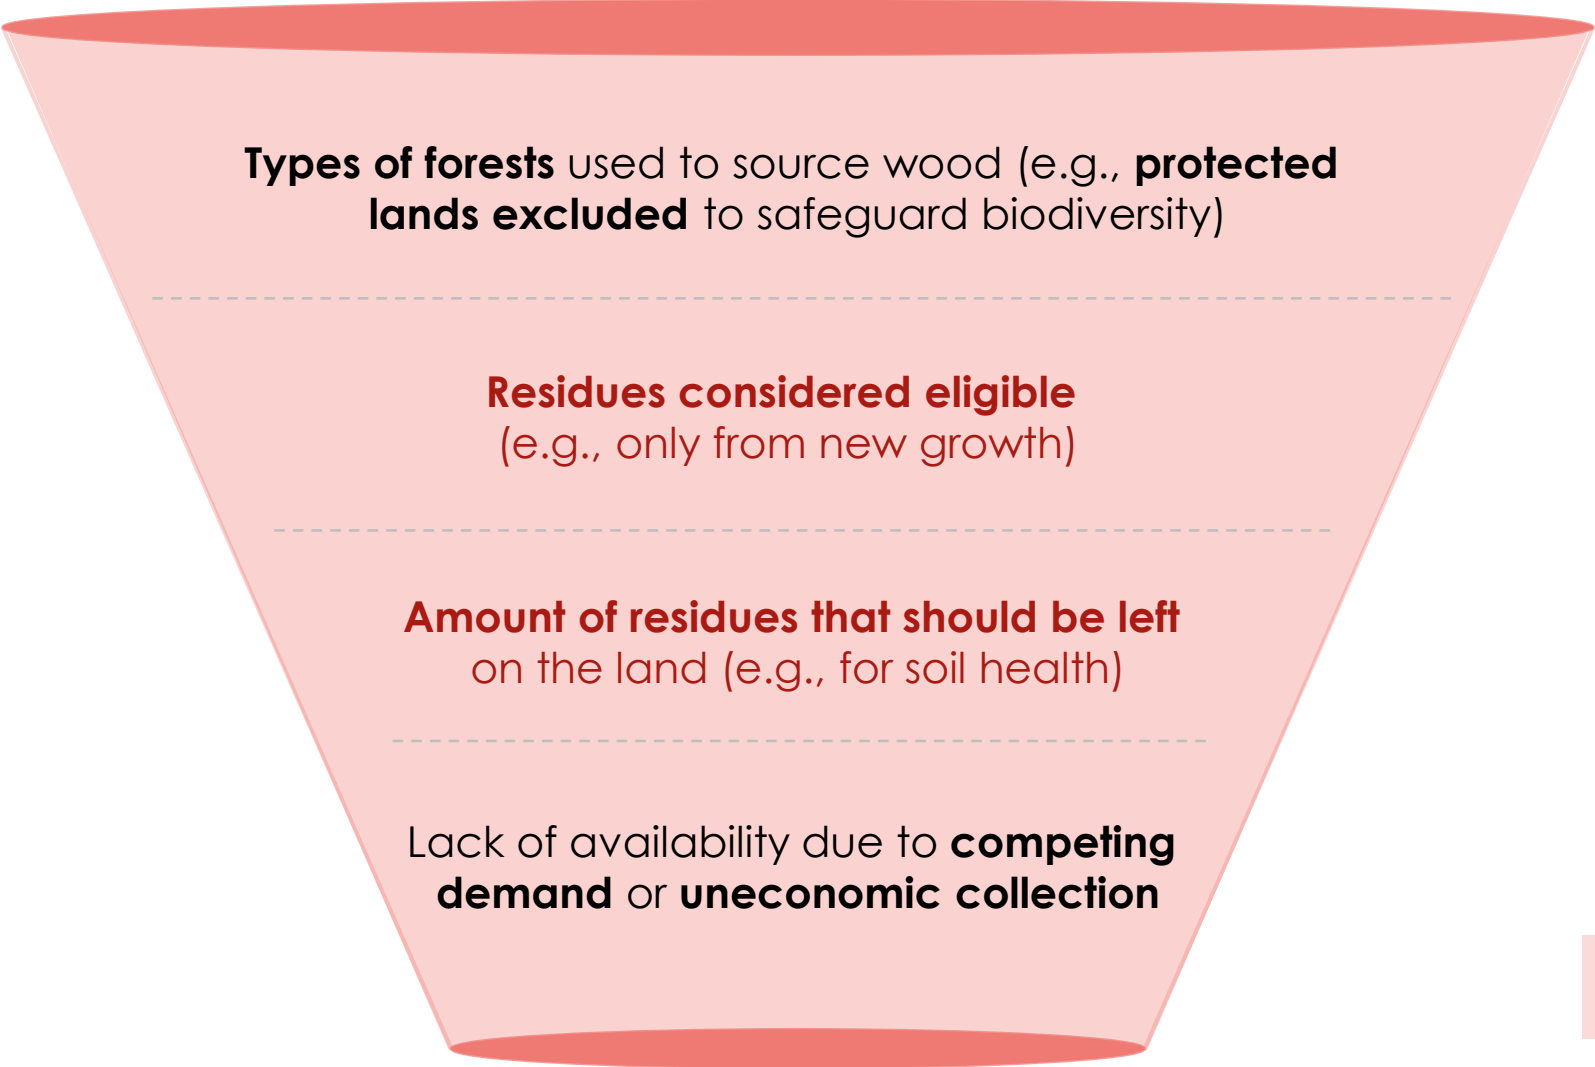 Types of forests used to source wood (e.g., protected
lands excluded to safeguard biodiversity)
Residues considered eligible
(e.g., only from new growth)
Amount of residues that should be left
on the land (e.g., for soil health)
Lack of availability due to competing
demand or uneconomic collection